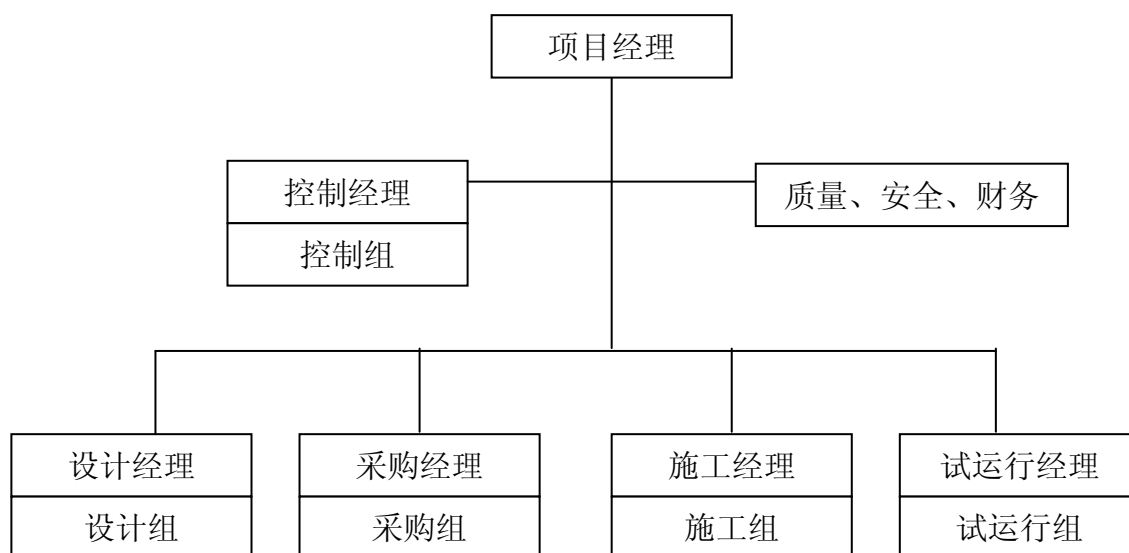 项目经理
控制经理
控制组
质量、安全、财务
设计经理
设计组
采购经理
采购组
施工经理
施工组
试运行经理
试运行组